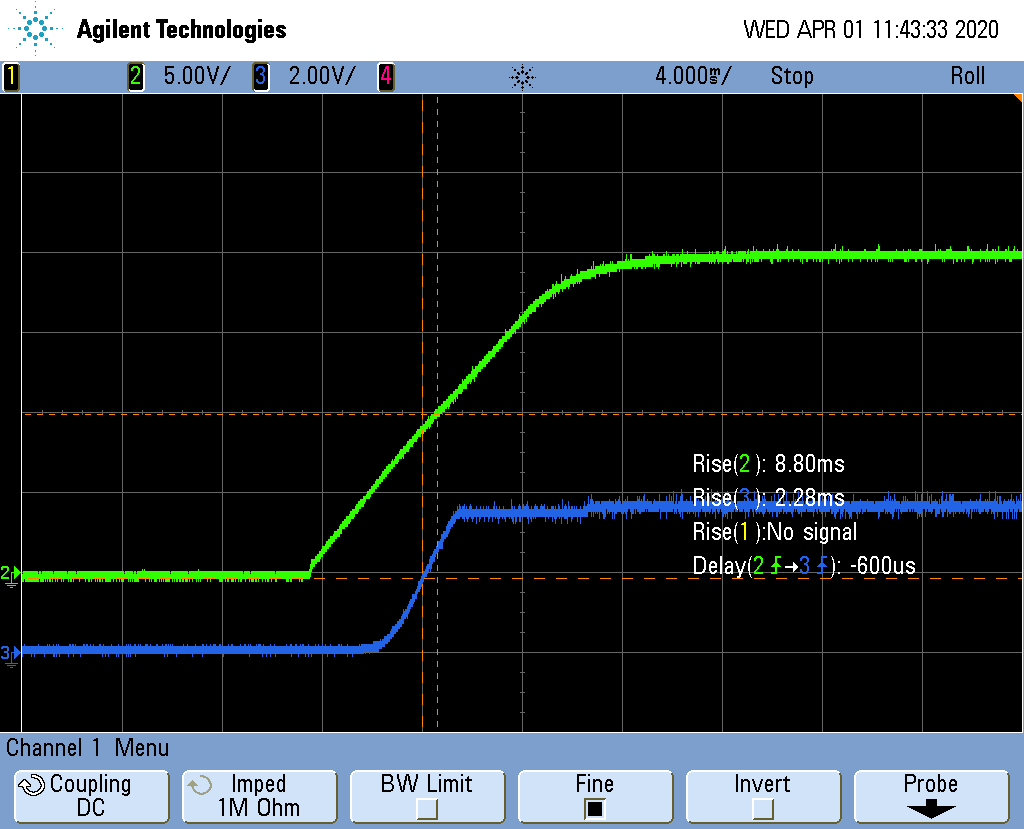 Agilent Technologies
WED APR 01 11:43:33 2020
1 2 5.00V/ 3 2.00V/ 4 4.000ms/ Stop Roll
Rise(2): 8.80ms
Rise(3): 2.28ms
Rise(1):No signal
Delay(2→3): -600us
2
3
Channel 1 Menu
Coupling
DC
Imped
1M Ohm
BW Limit
Fine
Invert
Probe